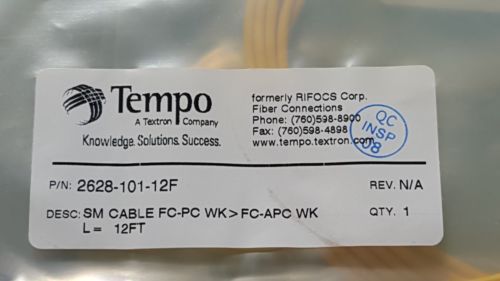 Tempo
A Textron Company
Knowledge. Solutions. Success.
formerly RIFOCS Corp.
Fiber Connections
Phone: (760)598-8900
Fax: (760)598-4898
www.tempo.textron.com
QC
INSP
08
P/N: 2628-101-12F
REV. N/A
DESC: SM CABLE FC-PC WK> FC-APC WK
L= 12FT
QTY. 1